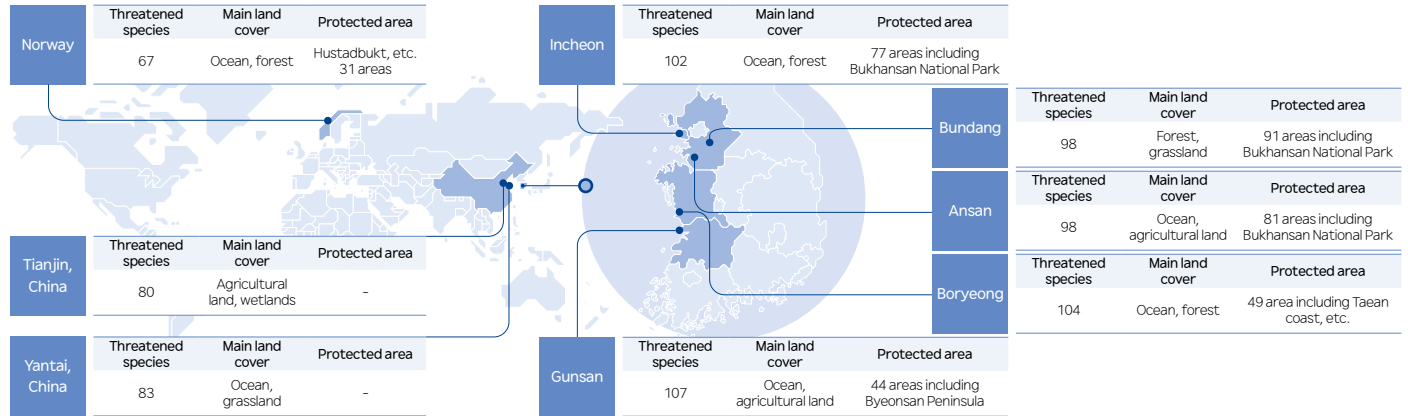 Norway
Threatened species
Main land cover
Protected area
67
Ocean, forest
Hustadbukt, etc.
31 areas
Incheon
Threatened species
Main land cover
Protected area
102
Ocean, forest
77 areas including
Bukhansan National Park
Bundang
Threatened species
Main land cover
Protected area
98
Forest,
grassland
91 areas including
Bukhansan National Park
Ansan
Threatened species
Main land cover
Protected area
98
Ocean,
agricultural land
81 areas including
Bukhansan National Park
Tianjin,
China
Threatened species
Main land cover
Protected area
80
Agricultural
land, wetlands
-
Boryeong
Threatened species
Main land cover
Protected area
104
Ocean, forest
49 area including Taean
coast, etc.
Yantai,
China
Threatened species
Main land cover
Protected area
83
Ocean,
grassland
-
Gunsan
Threatened species
Main land cover
Protected area
107
Ocean,
agricultural land
44 areas including
Byeonsan Peninsula